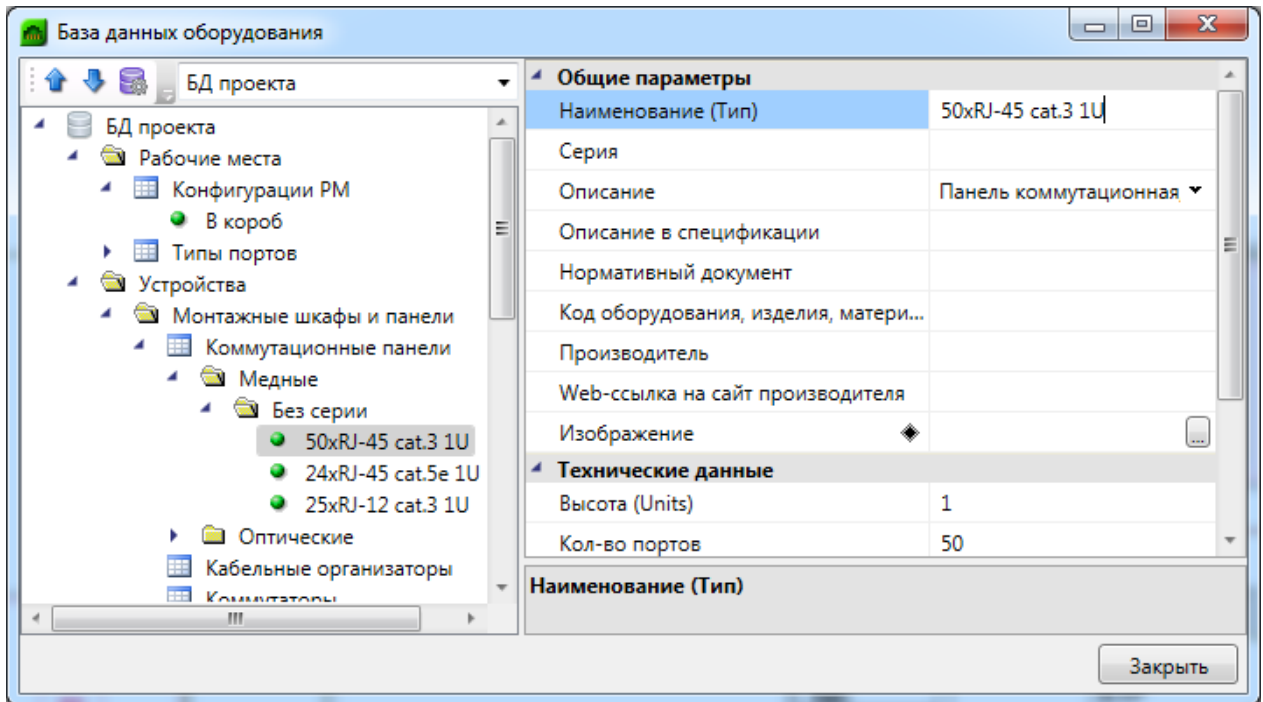 База данных оборудования
БД проекта
БД проекта
Рабочие места
Конфигурации РМ
В короб
Типы портов
Устройства
Монтажные шкафы и панели
Коммутационные панели
Медные
Без серии
50xRJ-45 cat.3 1U
24xRJ-45 cat.5e 1U
25xRJ-12 cat.3 1U
Оптические
Кабельные организаторы
Коммутаторы
Общие параметры
Наименование (Тип) 50xRJ-45 cat.3 1U
Серия
Описание Панель коммутационная
Описание в спецификации
Нормативный документ
Код оборудования, изделия, матери...
Производитель
Web-ссылка на сайт производителя
Изображение ...
Технические данные
Высота (Units) 1
Кол-во портов 50
Наименование (Тип)
Закрыть